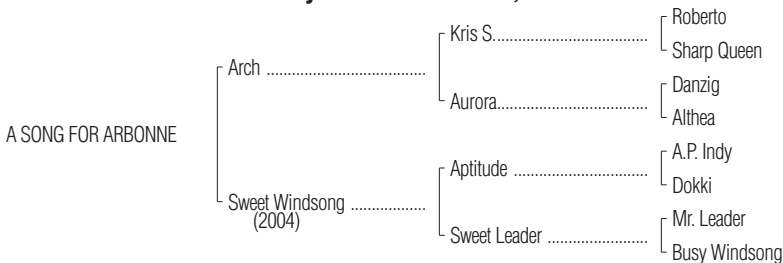 Roberto
Kris S.
Sharp Queen
Arch
Danzig
Aurora
Althea
A SONG FOR ARBONNE
A.P. Indy
Aptitude
Dokki
Sweet Windsong
(2004)
Mr. Leader
Sweet Leader
Busy Windsong